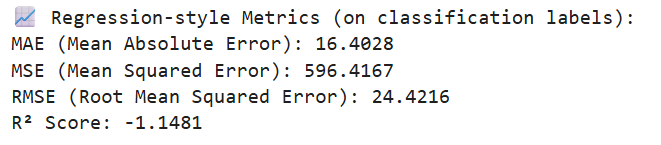 📈 Regression-style Metrics (on classification labels):
MAE (Mean Absolute Error): 16.4028
MSE (Mean Squared Error): 596.4167
RMSE (Root Mean Squared Error): 24.4216
R² Score: -1.1481